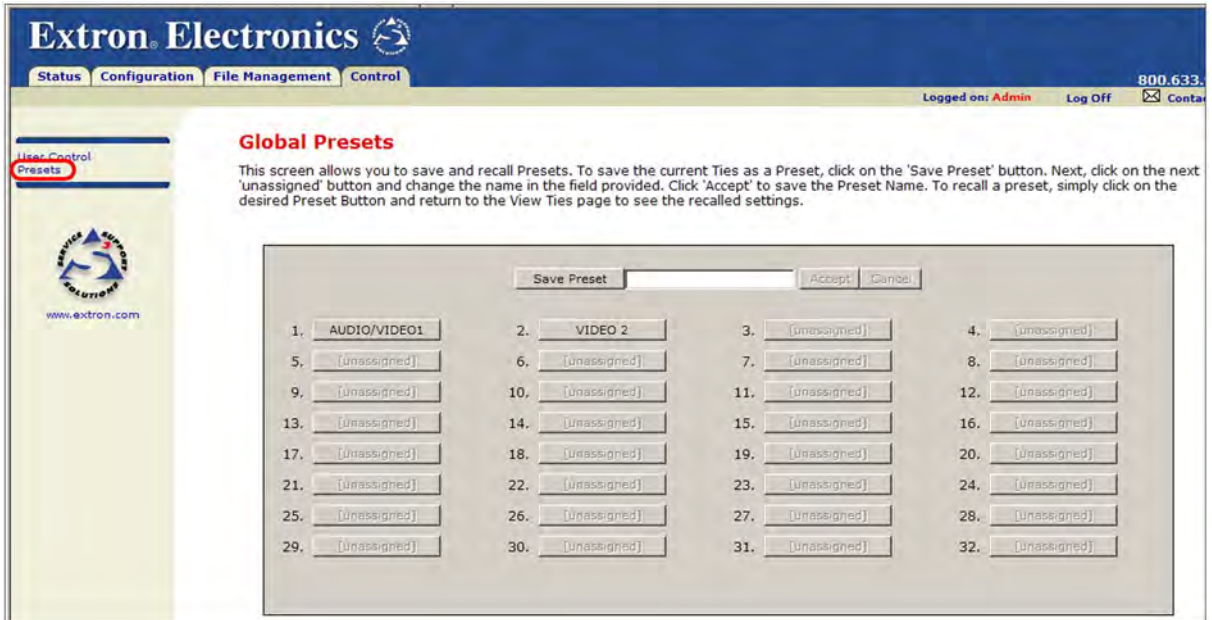 Extron® Electronics
Status Configuration File Management Control
800.633.
Logged on: Admin Log Off Conta
User Control
Presets
SERVICE SUPPORT SOLUTIONS
S3
www.extron.com
Global Presets
This screen allows you to save and recall Presets. To save the current Ties as a Preset, click on the 'Save Preset' button. Next, click on the next
'unassigned' button and change the name in the field provided. Click 'Accept' to save the Preset Name. To recall a preset, simply click on the
desired Preset Button and return to the View Ties page to see the recalled settings.
Save Preset Accept Cancel
1. AUDIO/VIDEO1 2. VIDEO 2 3. [unassigned] 4. [unassigned]
5. [unassigned] 6. [unassigned] 7. [unassigned] 8. [unassigned]
9. [unassigned] 10. [unassigned] 11. [unassigned] 12. [unassigned]
13. [unassigned] 14. [unassigned] 15. [unassigned] 16. [unassigned]
17. [unassigned] 18. [unassigned] 19. [unassigned] 20. [unassigned]
21. [unassigned] 22. [unassigned] 23. [unassigned] 24. [unassigned]
25. [unassigned] 26. [unassigned] 27. [unassigned] 28. [unassigned]
29. [unassigned] 30. [unassigned] 31. [unassigned] 32. [unassigned]